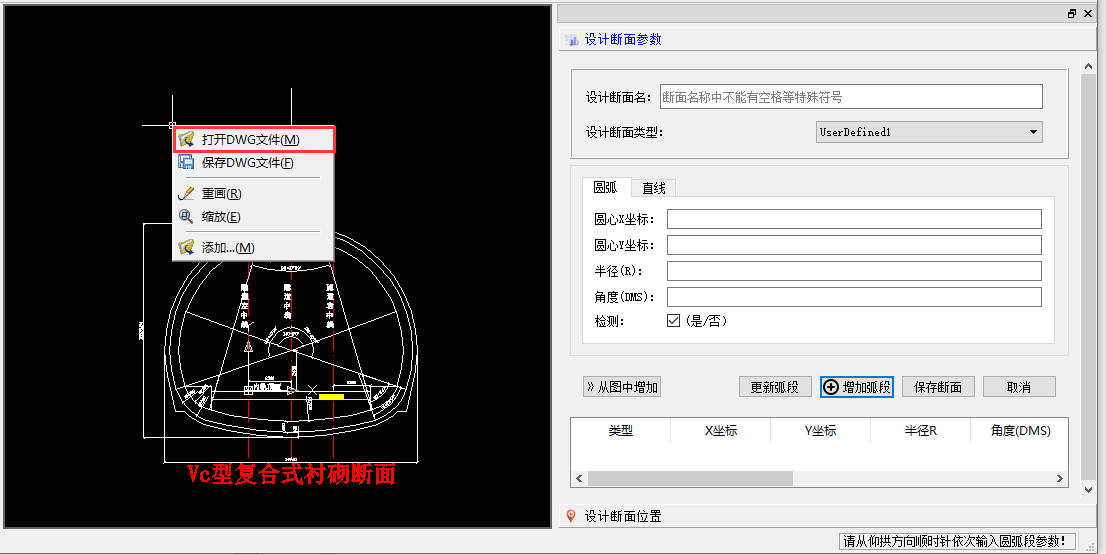 打开DWG文件(M)
保存DWG文件(F)
重画(R)
缩放(E)
添加...(M)
隧道中线
Vc型复合式衬砌断面
设计断面参数
设计断面名：
断面名称中不能有空格等特殊符号
设计断面类型：
UserDefined1
圆弧
直线
圆心X坐标：
圆心Y坐标：
半径(R)：
角度(DMS)：
检测：
(是/否)
》从图中增加
更新弧段
增加弧段
保存断面
取消
类型 X坐标 Y坐标 半径R 角度(DMS)
设计断面位置
请从仰拱方向顺时针依次输入圆弧段参数！